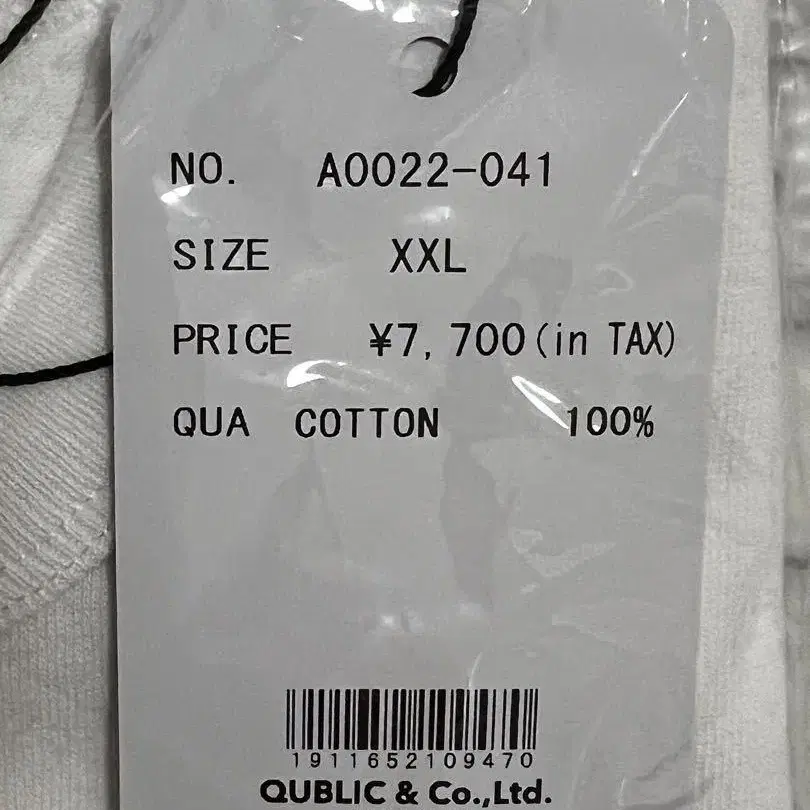 NO. A0022-041
SIZE XXL
PRICE ¥7,700(in TAX)
QUA COTTON 100%
1911652109470
QUBLIC & Co.,Ltd.